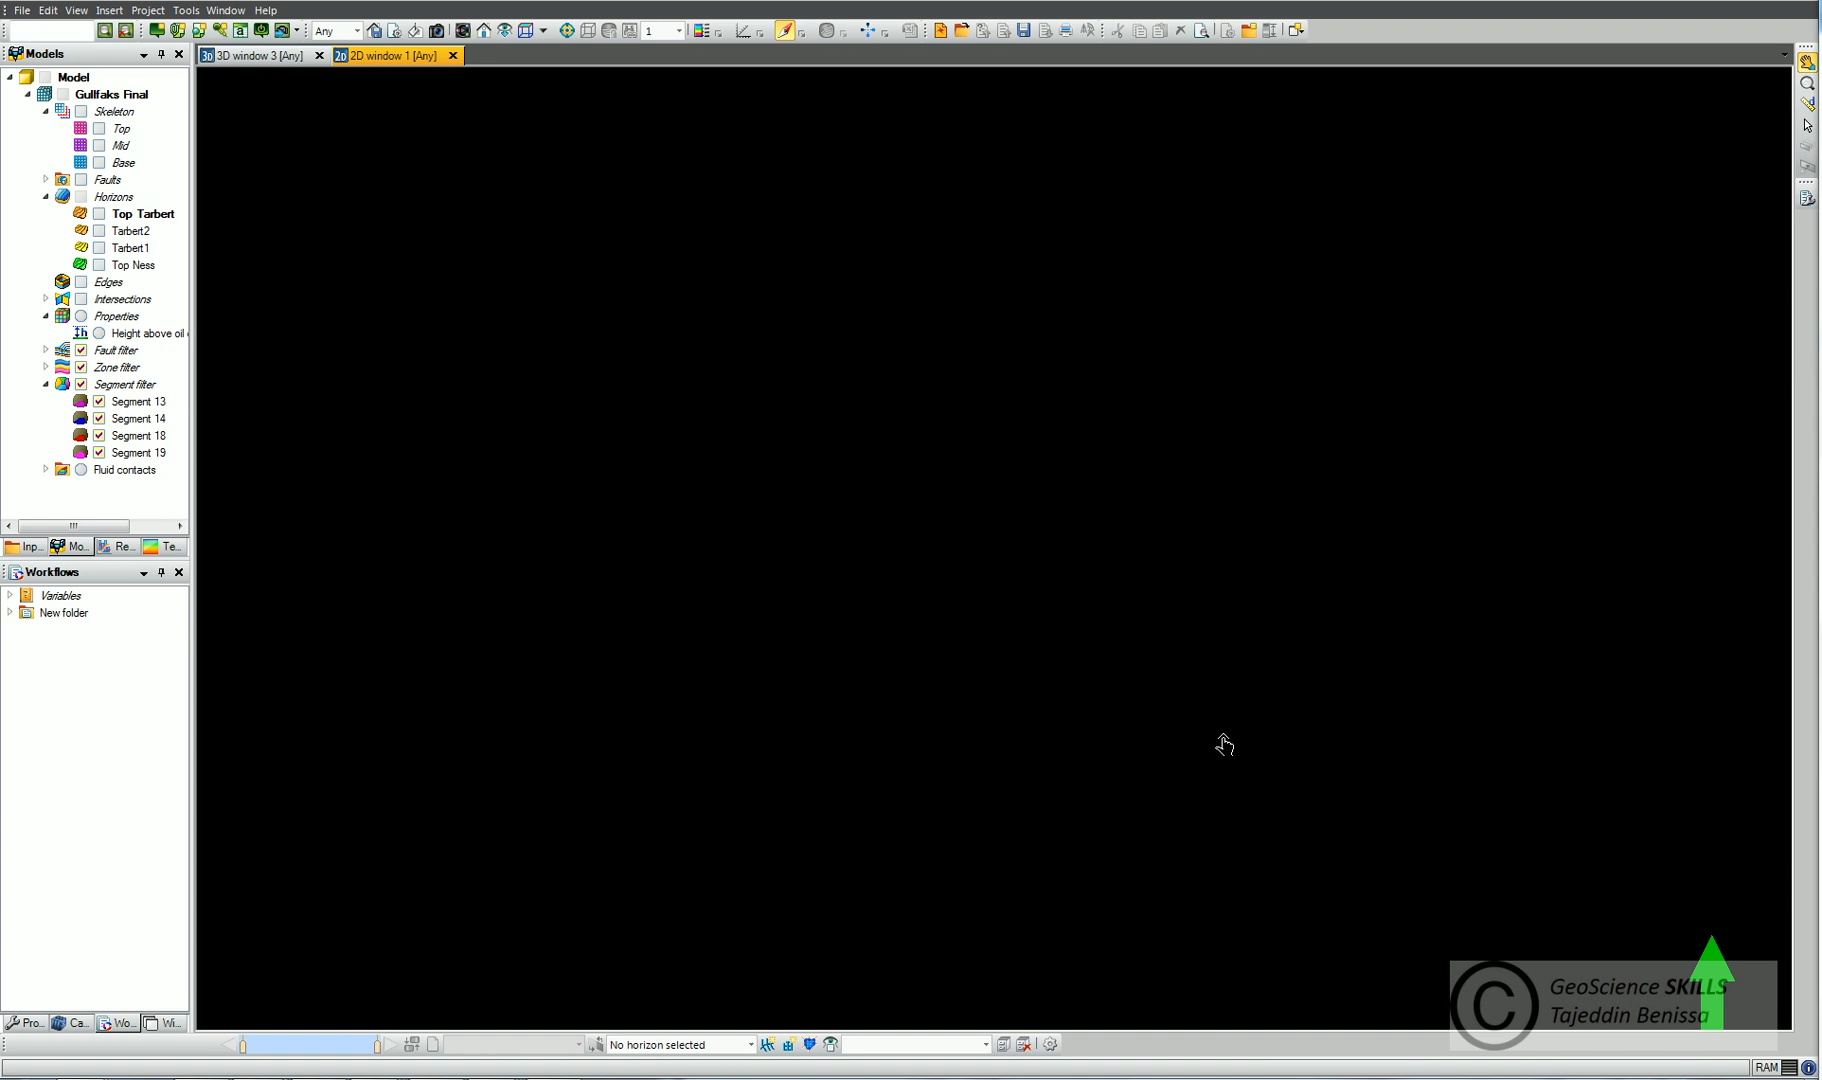 File Edit View Insert Project Tools Window Help
Any 1
Models
3D 3D window 3 [Any] 2D 2D window 1 [Any]
Model
Gullfaks Final
Skeleton
Top
Mid
Base
Faults
Horizons
Top Tarbert
Tarbert2
Tarbert1
Top Ness
Edges
Intersections
Properties
Height above oil
Fault filter
Zone filter
Segment filter
Segment 13
Segment 14
Segment 18
Segment 19
Fluid contacts
Inp... Mo... Re... Te...
Workflows
Variables
New folder
GeoScience SKILLS
Tajeddin Benissa
Pro... Ca... Wo... Wi...
No horizon selected
RAM